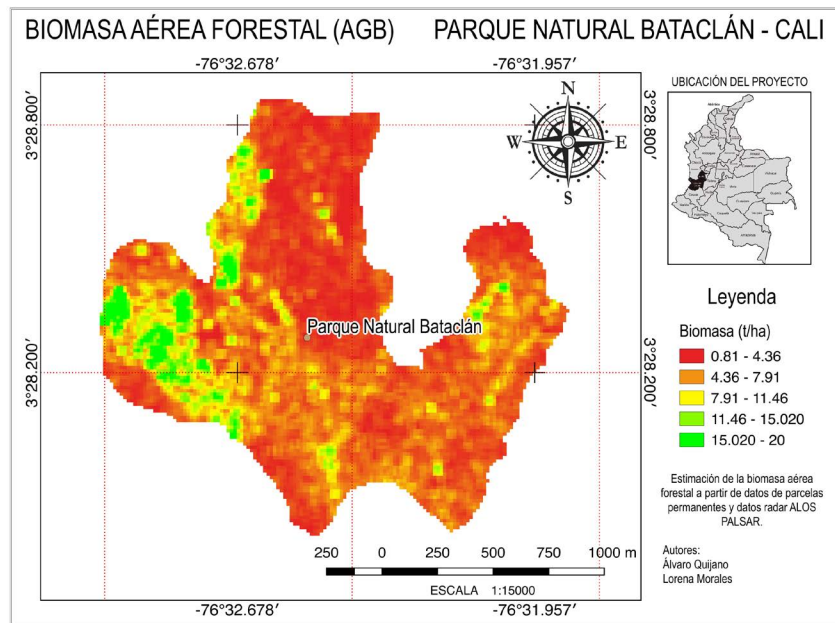 BIOMASA AÉREA FORESTAL (AGB) PARQUE NATURAL BATACLÁN - CALI
-76°32.678′ -76°31.957′
3°28.800′ 3°28.800′
N
W E
S
Parque Natural Bataclán
3°28.200′ 3°28.200′
250 0 250 500 750 1000 m
ESCALA 1:15000
-76°32.678′ -76°31.957′
UBICACIÓN DEL PROYECTO
Leyenda
Biomasa (t/ha)
0.81 - 4.36
4.36 - 7.91
7.91 - 11.46
11.46 - 15.020
15.020 - 20
Estimación de la biomasa aérea
forestal a partir de datos de parcelas
permanentes y datos radar ALOS
PALSAR.
Autores:
Álvaro Quijano
Lorena Morales